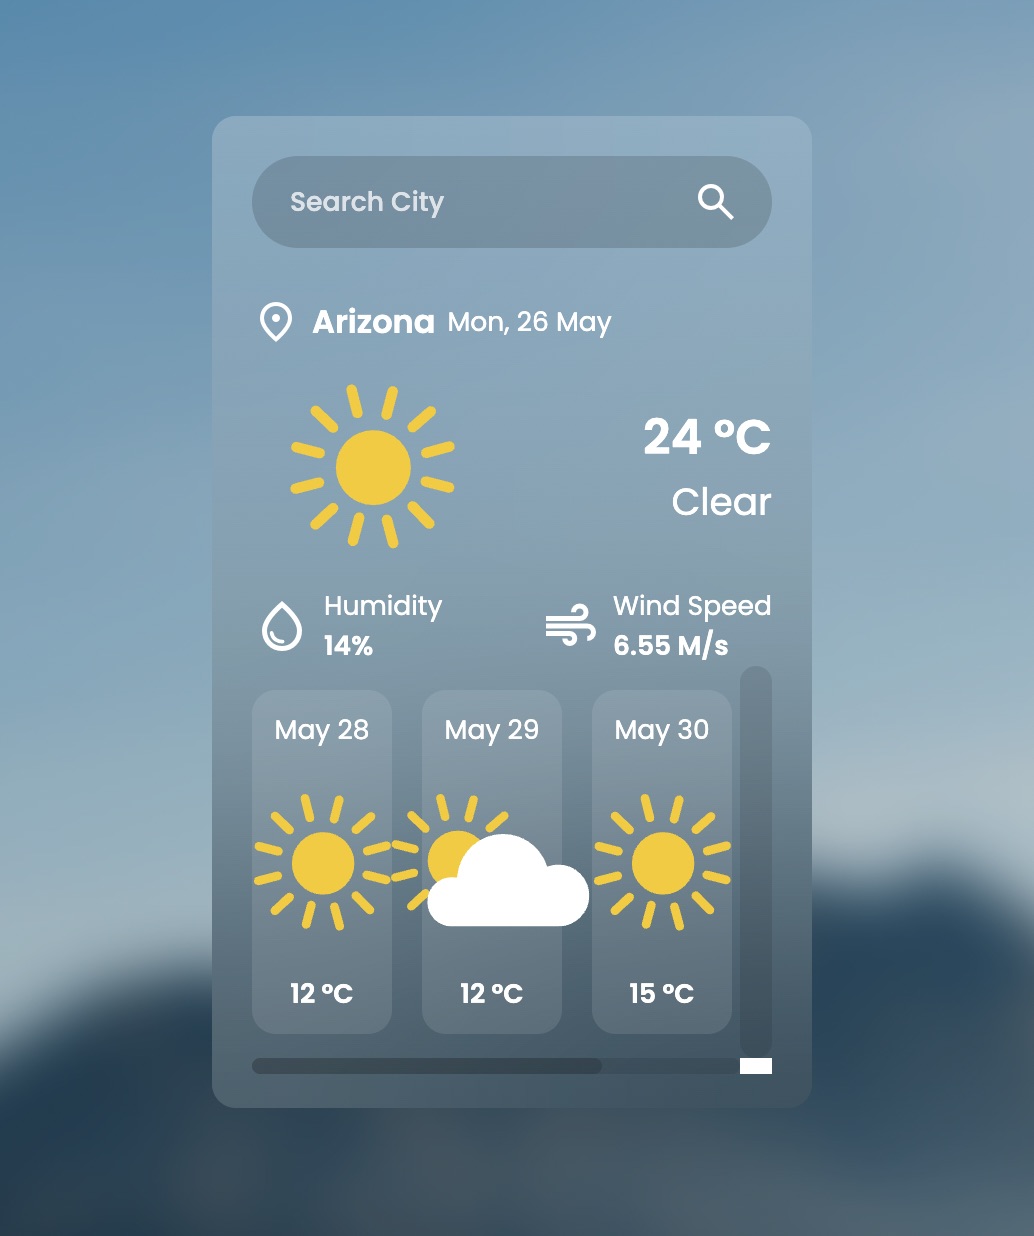 Search City
Arizona Mon, 26 May
24 °C
Clear
Humidity
14%
Wind Speed
6.55 M/s
May 28
12 °C
May 29
12 °C
May 30
15 °C